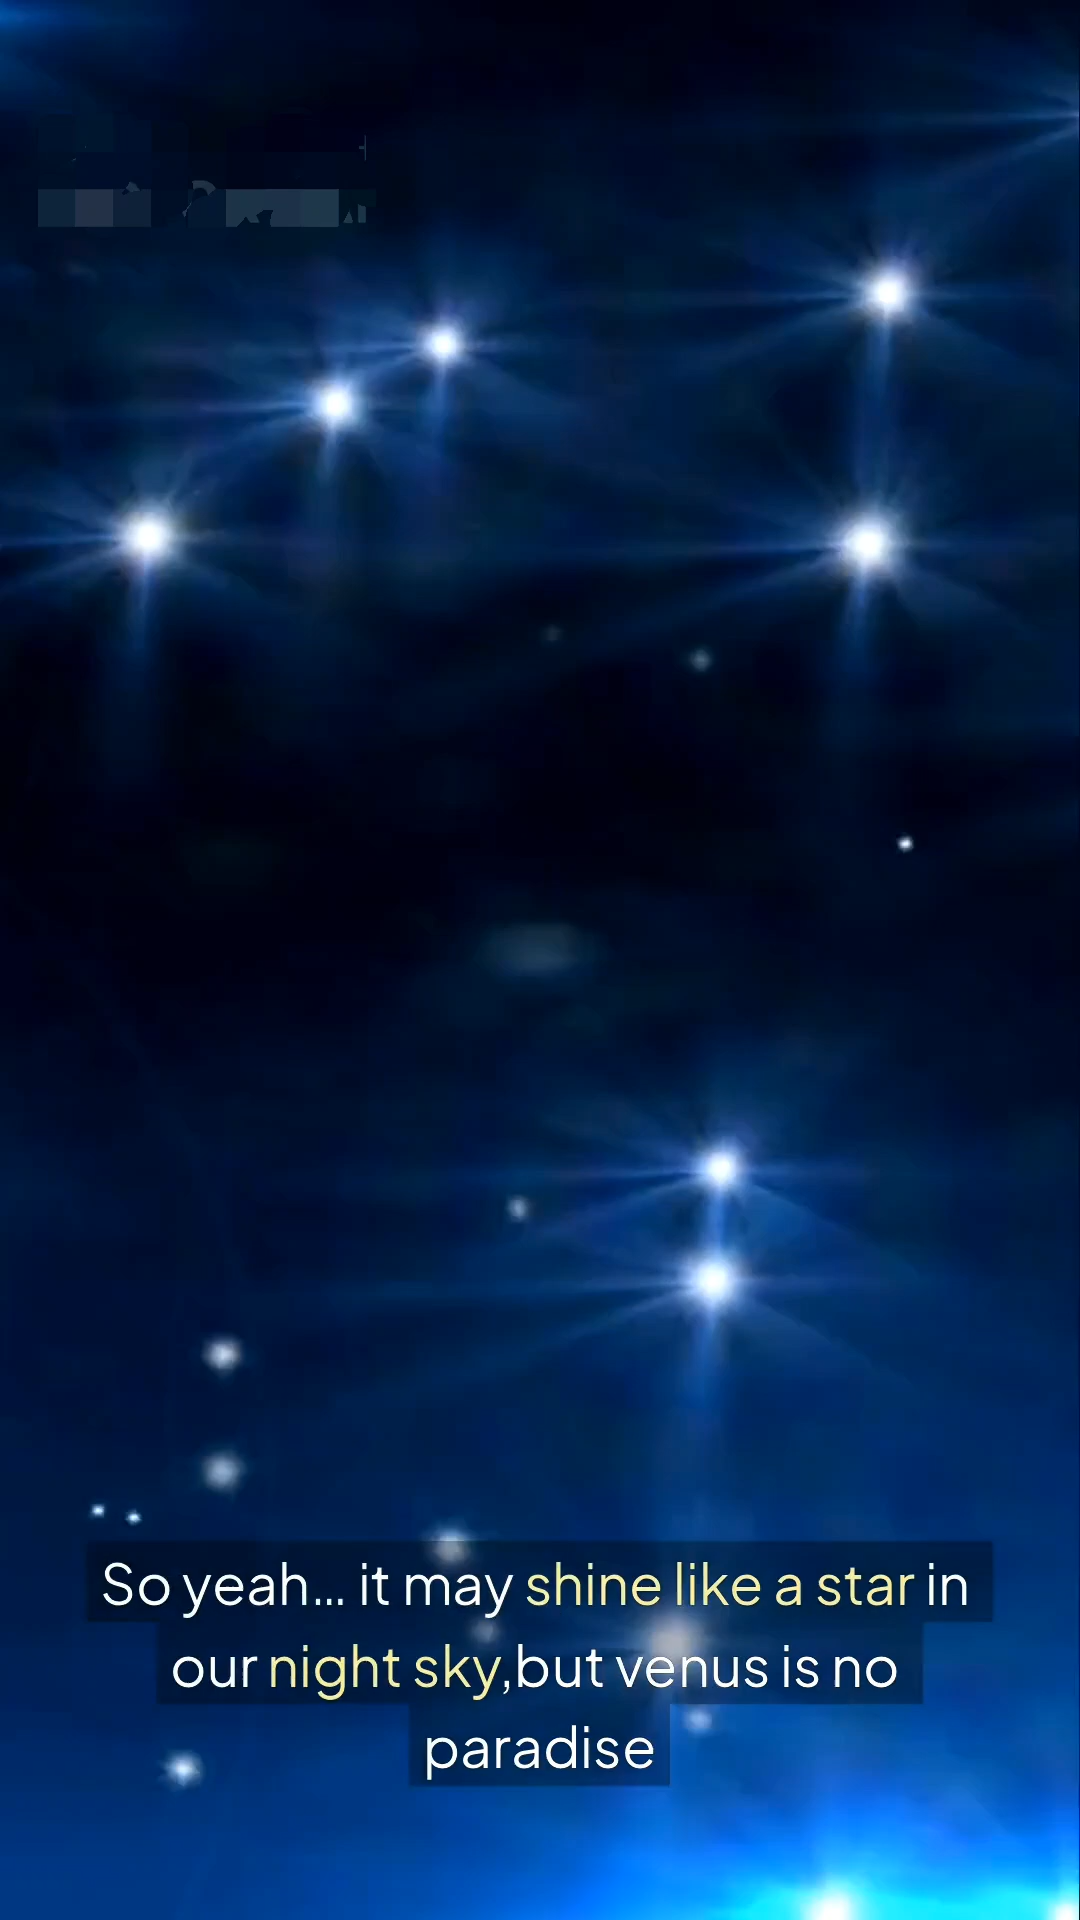 So yeah... it may shine like a star in
our night sky,but venus is no
paradise